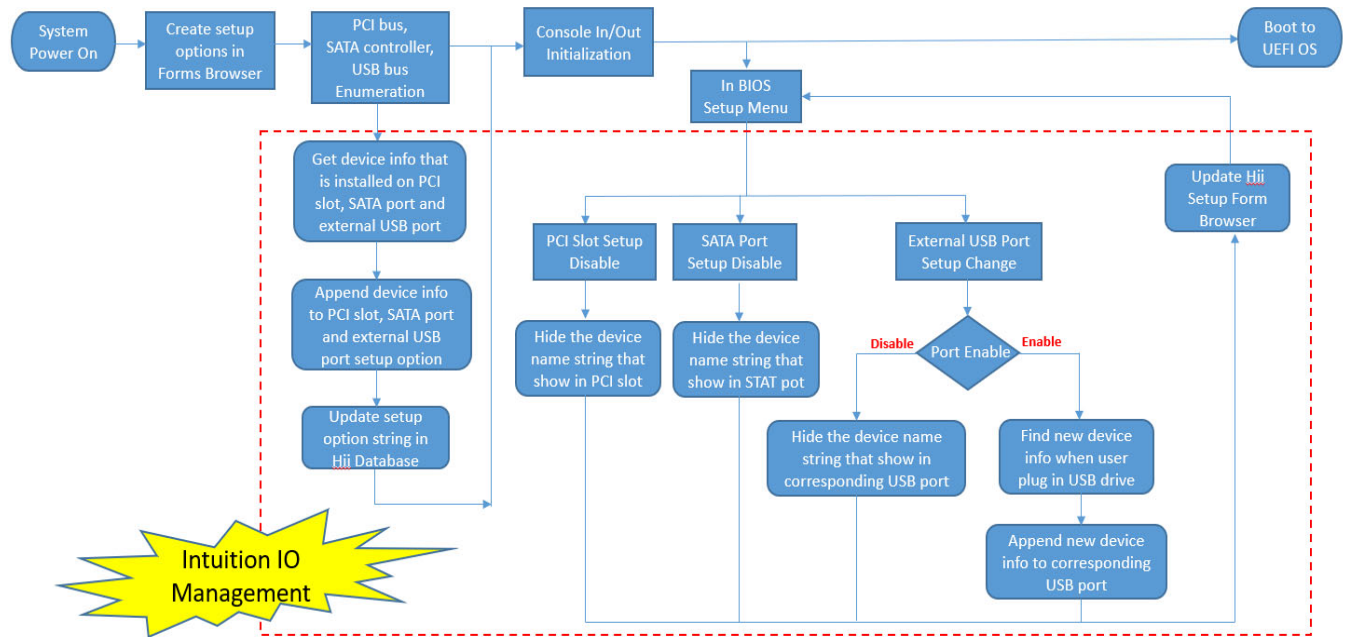 System
Power On
Create setup
options in
Forms Browser
PCI bus,
SATA controller,
USB bus
Enumeration
Console In/Out
Initialization
Boot to
UEFI OS
In BIOS
Setup Menu
Get device info that
is installed on PCI
slot, SATA port and
external USB port
Append device info
to PCI slot, SATA port
and external USB
port setup option
Update setup
option string in
Hii Database
PCI Slot Setup
Disable
Hide the device
name string that
show in PCI slot
SATA Port
Setup Disable
Hide the device
name string that
show in STAT pot
External USB Port
Setup Change
Port Enable
Disable
Enable
Hide the device name
string that show in
corresponding USB port
Find new device
info when user
plug in USB drive
Append new device
info to corresponding
USB port
Update Hii
Setup Form
Browser
Intuition IO
Management